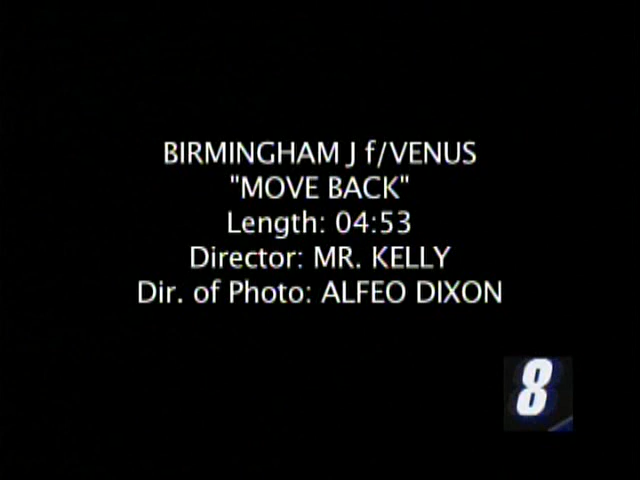 BIRMINGHAM J f/VENUS
"MOVE BACK"
Length: 04:53
Director: MR. KELLY
Dir. of Photo: ALFEO DIXON
8